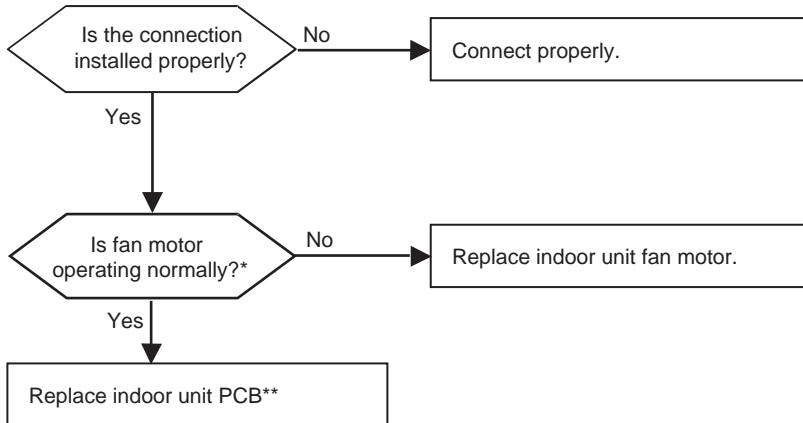 Is the connection
installed properly?
No
Connect properly.
Yes
Is fan motor
operating normally?*
No
Replace indoor unit fan motor.
Yes
Replace indoor unit PCB**